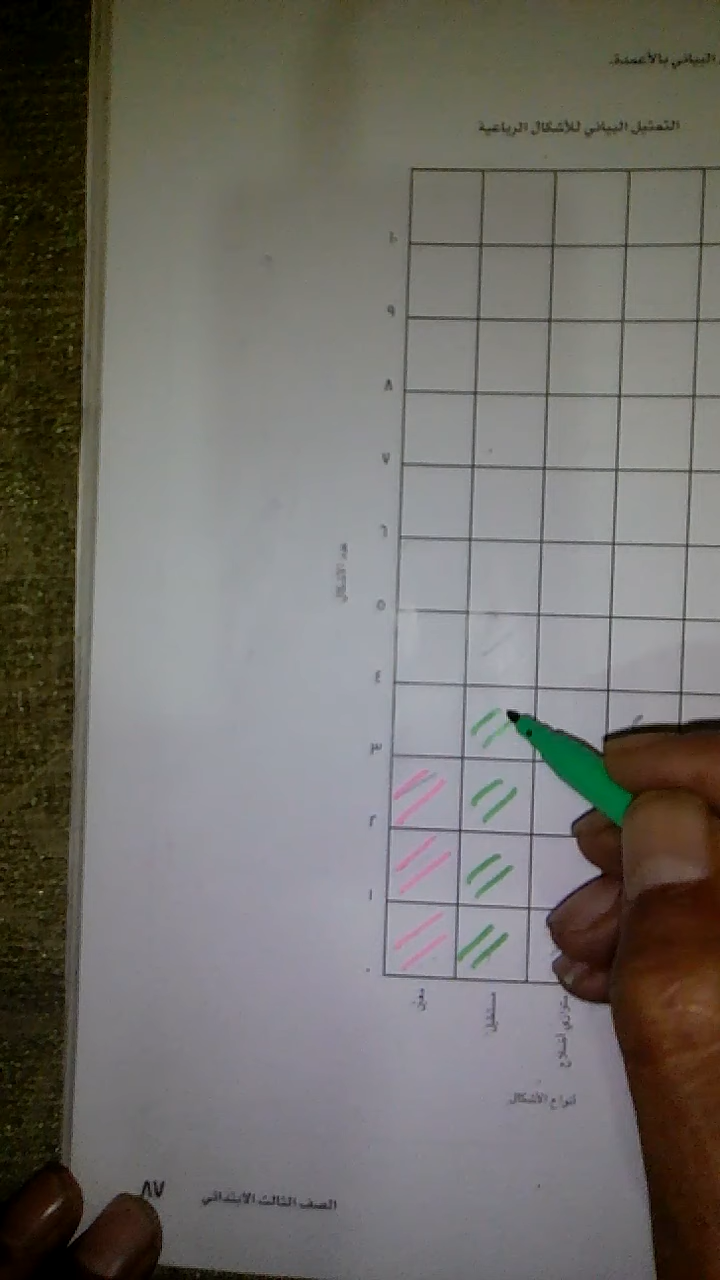 البياني بالأعمدة.
التمثيل البياني للأشكال الرباعية
١٠
٩
٨
٧
٦
٥
٤
٣
٢
١
٠
عدد الأشكال
معين
مستطيل
متوازي أضلاع
أنواع الأشكال
الصف الثالث الابتدائي
٨٧